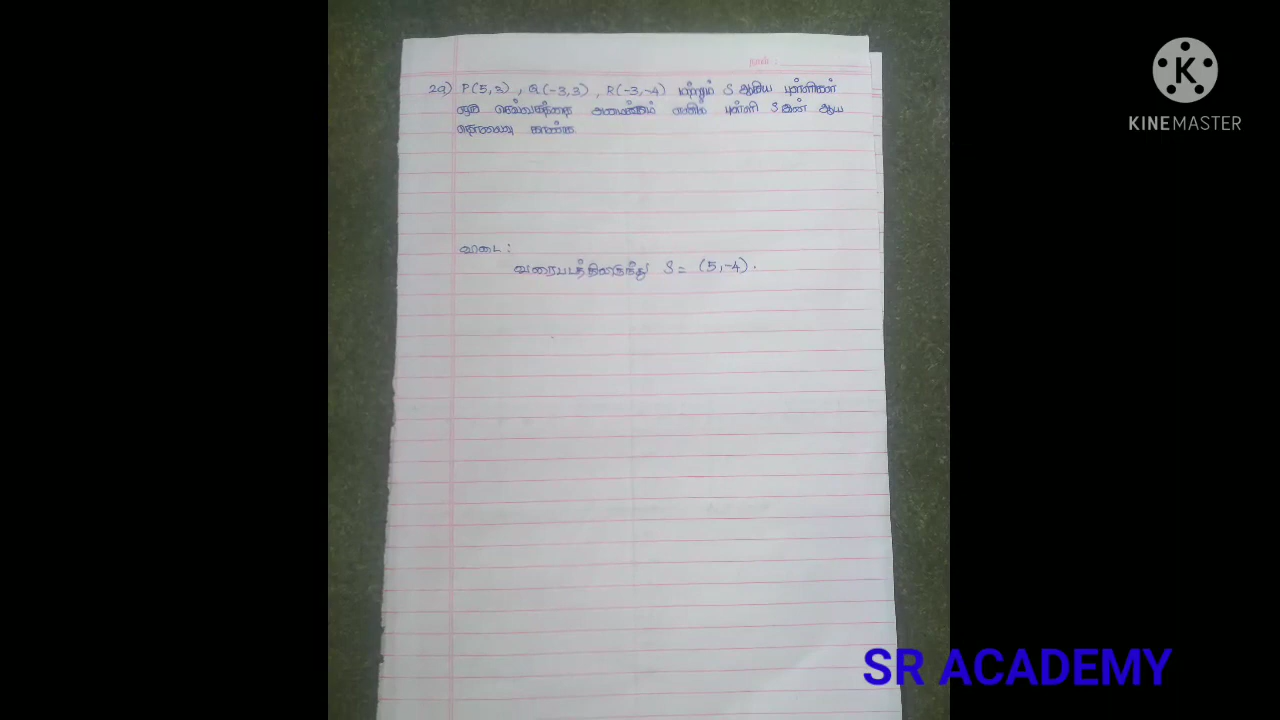 நாள் :
29) P(5,3) , Q(-3,3) , R(-3,-4) மற்றும் S ஆகிய புள்ளிகள்
ஒரு செவ்வகத்தை அமைக்கும் எனில் புள்ளி S இன் ஆய
தொலைவு காண்க
விடை :
வரைபடத்திலிருந்து S = (5,-4).
K
KINEMASTER
SR ACADEMY